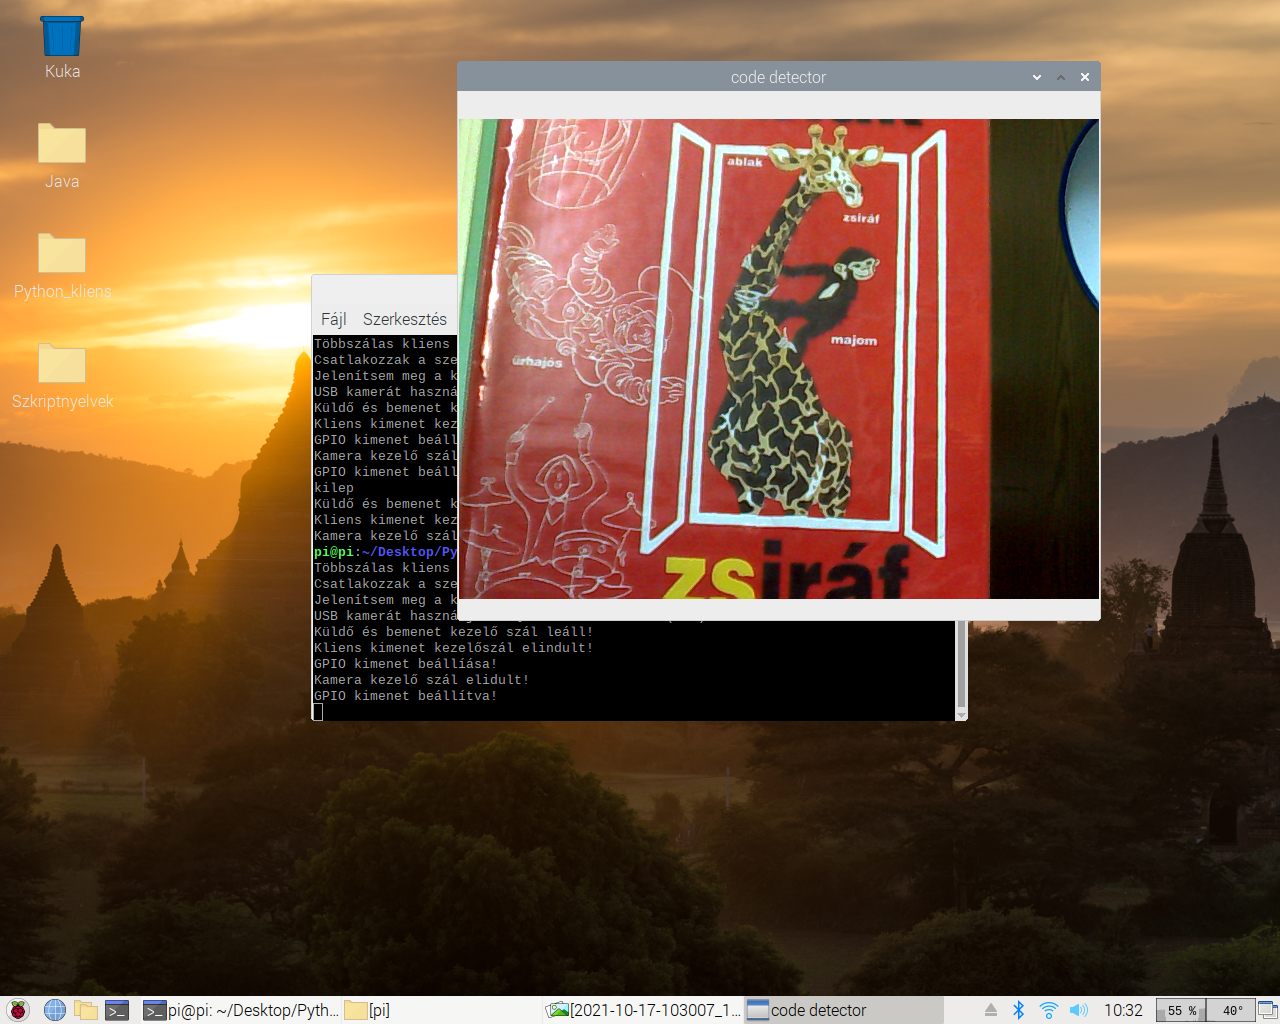 Kuka
Java
Python_kliens
Szkriptnyelvek
code detector
ablak
zsiráf
majom
űrhajós
zsiráf
Fájl Szerkesztés
Többszálas kliens
Csatlakozzak a sze
Jelenítsem meg a k
USB kamerát haszná
Küldő és bemenet k
Kliens kimenet kez
GPIO kimenet beáll
Kamera kezelő szál
GPIO kimenet beáll
kilep
Küldő és bemenet k
Kliens kimenet kez
Kamera kezelő szál
pi@pi:~/Desktop/Py
Többszálas kliens
Csatlakozzak a sze
Jelenítsem meg a k
USB kamerát haszná
Küldő és bemenet kezelő szál leáll!
Kliens kimenet kezelőszál elindult!
GPIO kimenet beállíása!
Kamera kezelő szál elidult!
GPIO kimenet beállítva!
pi@pi: ~/Desktop/Pyth... [pi] [2021-10-17-103007_1... code detector 10:32 55 % 40°